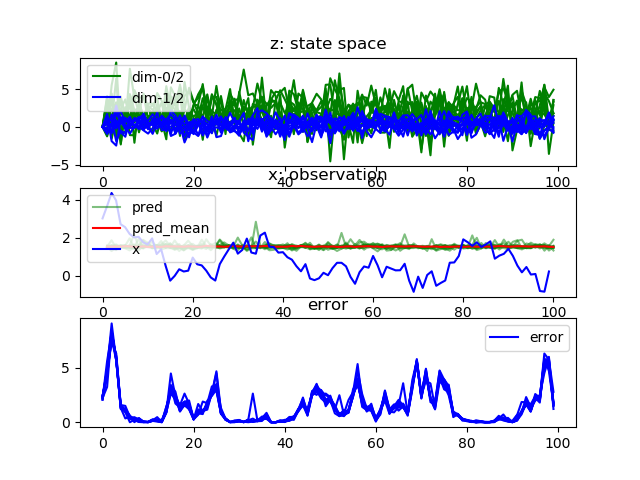 z: state space
dim-0/2
dim-1/2
5
0
−5
0 20 40 60 80 100
x: observation
pred
pred_mean
x
4
2
0
0 20 40 60 80 100
error
error
5
0
0 20 40 60 80 100